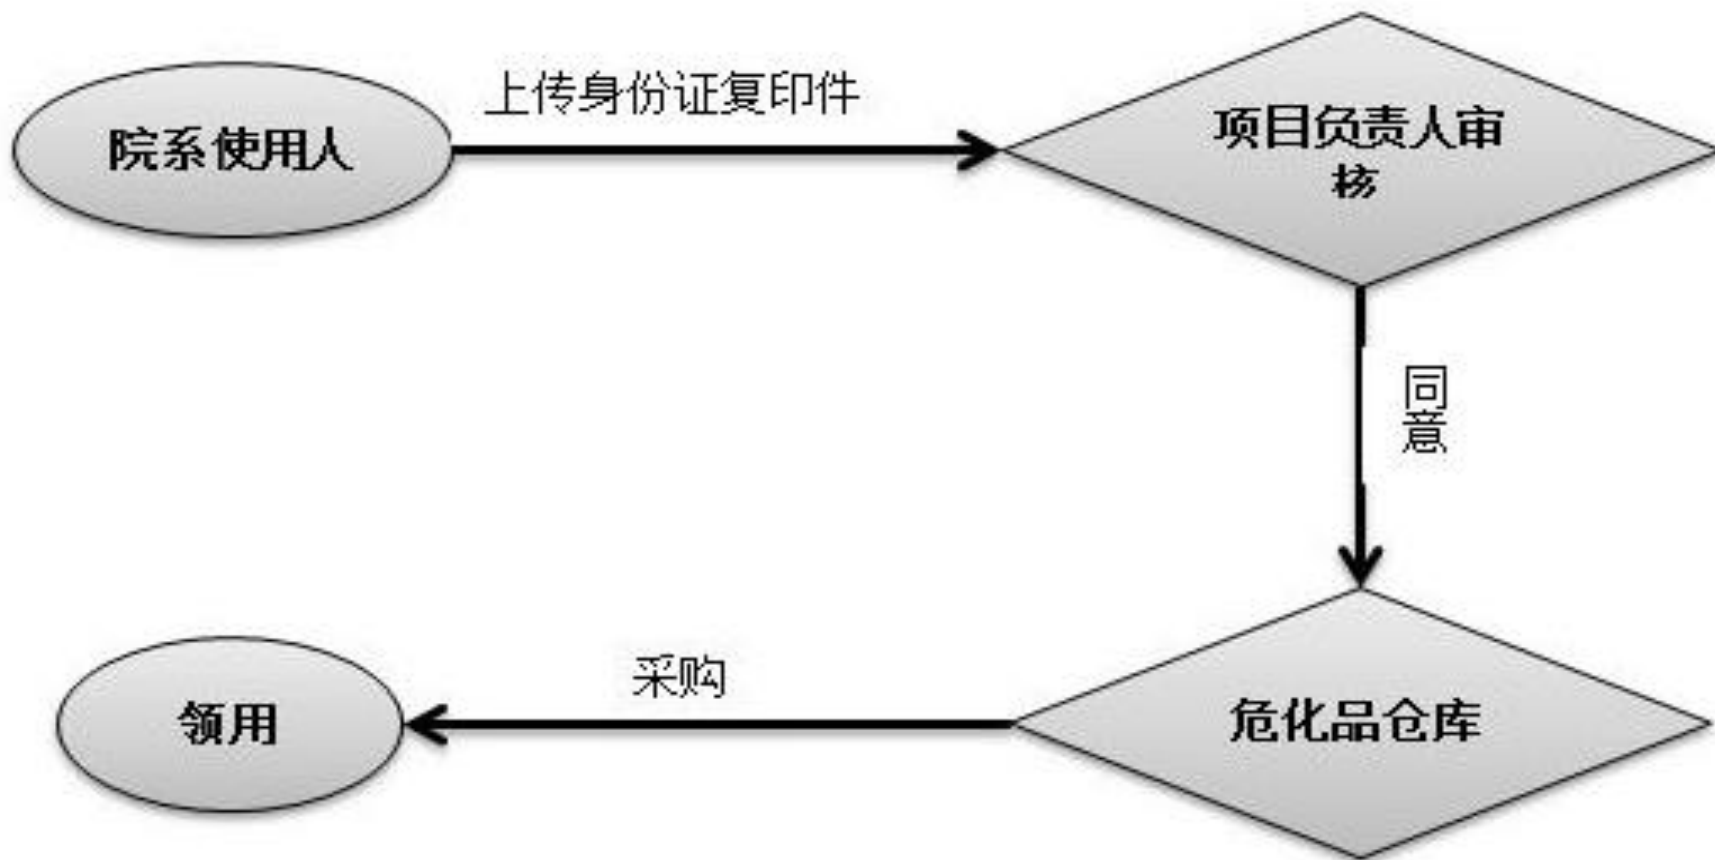 院系使用人
上传身份证复印件
项目负责人审
核
同
意
危化品仓库
采购
领用